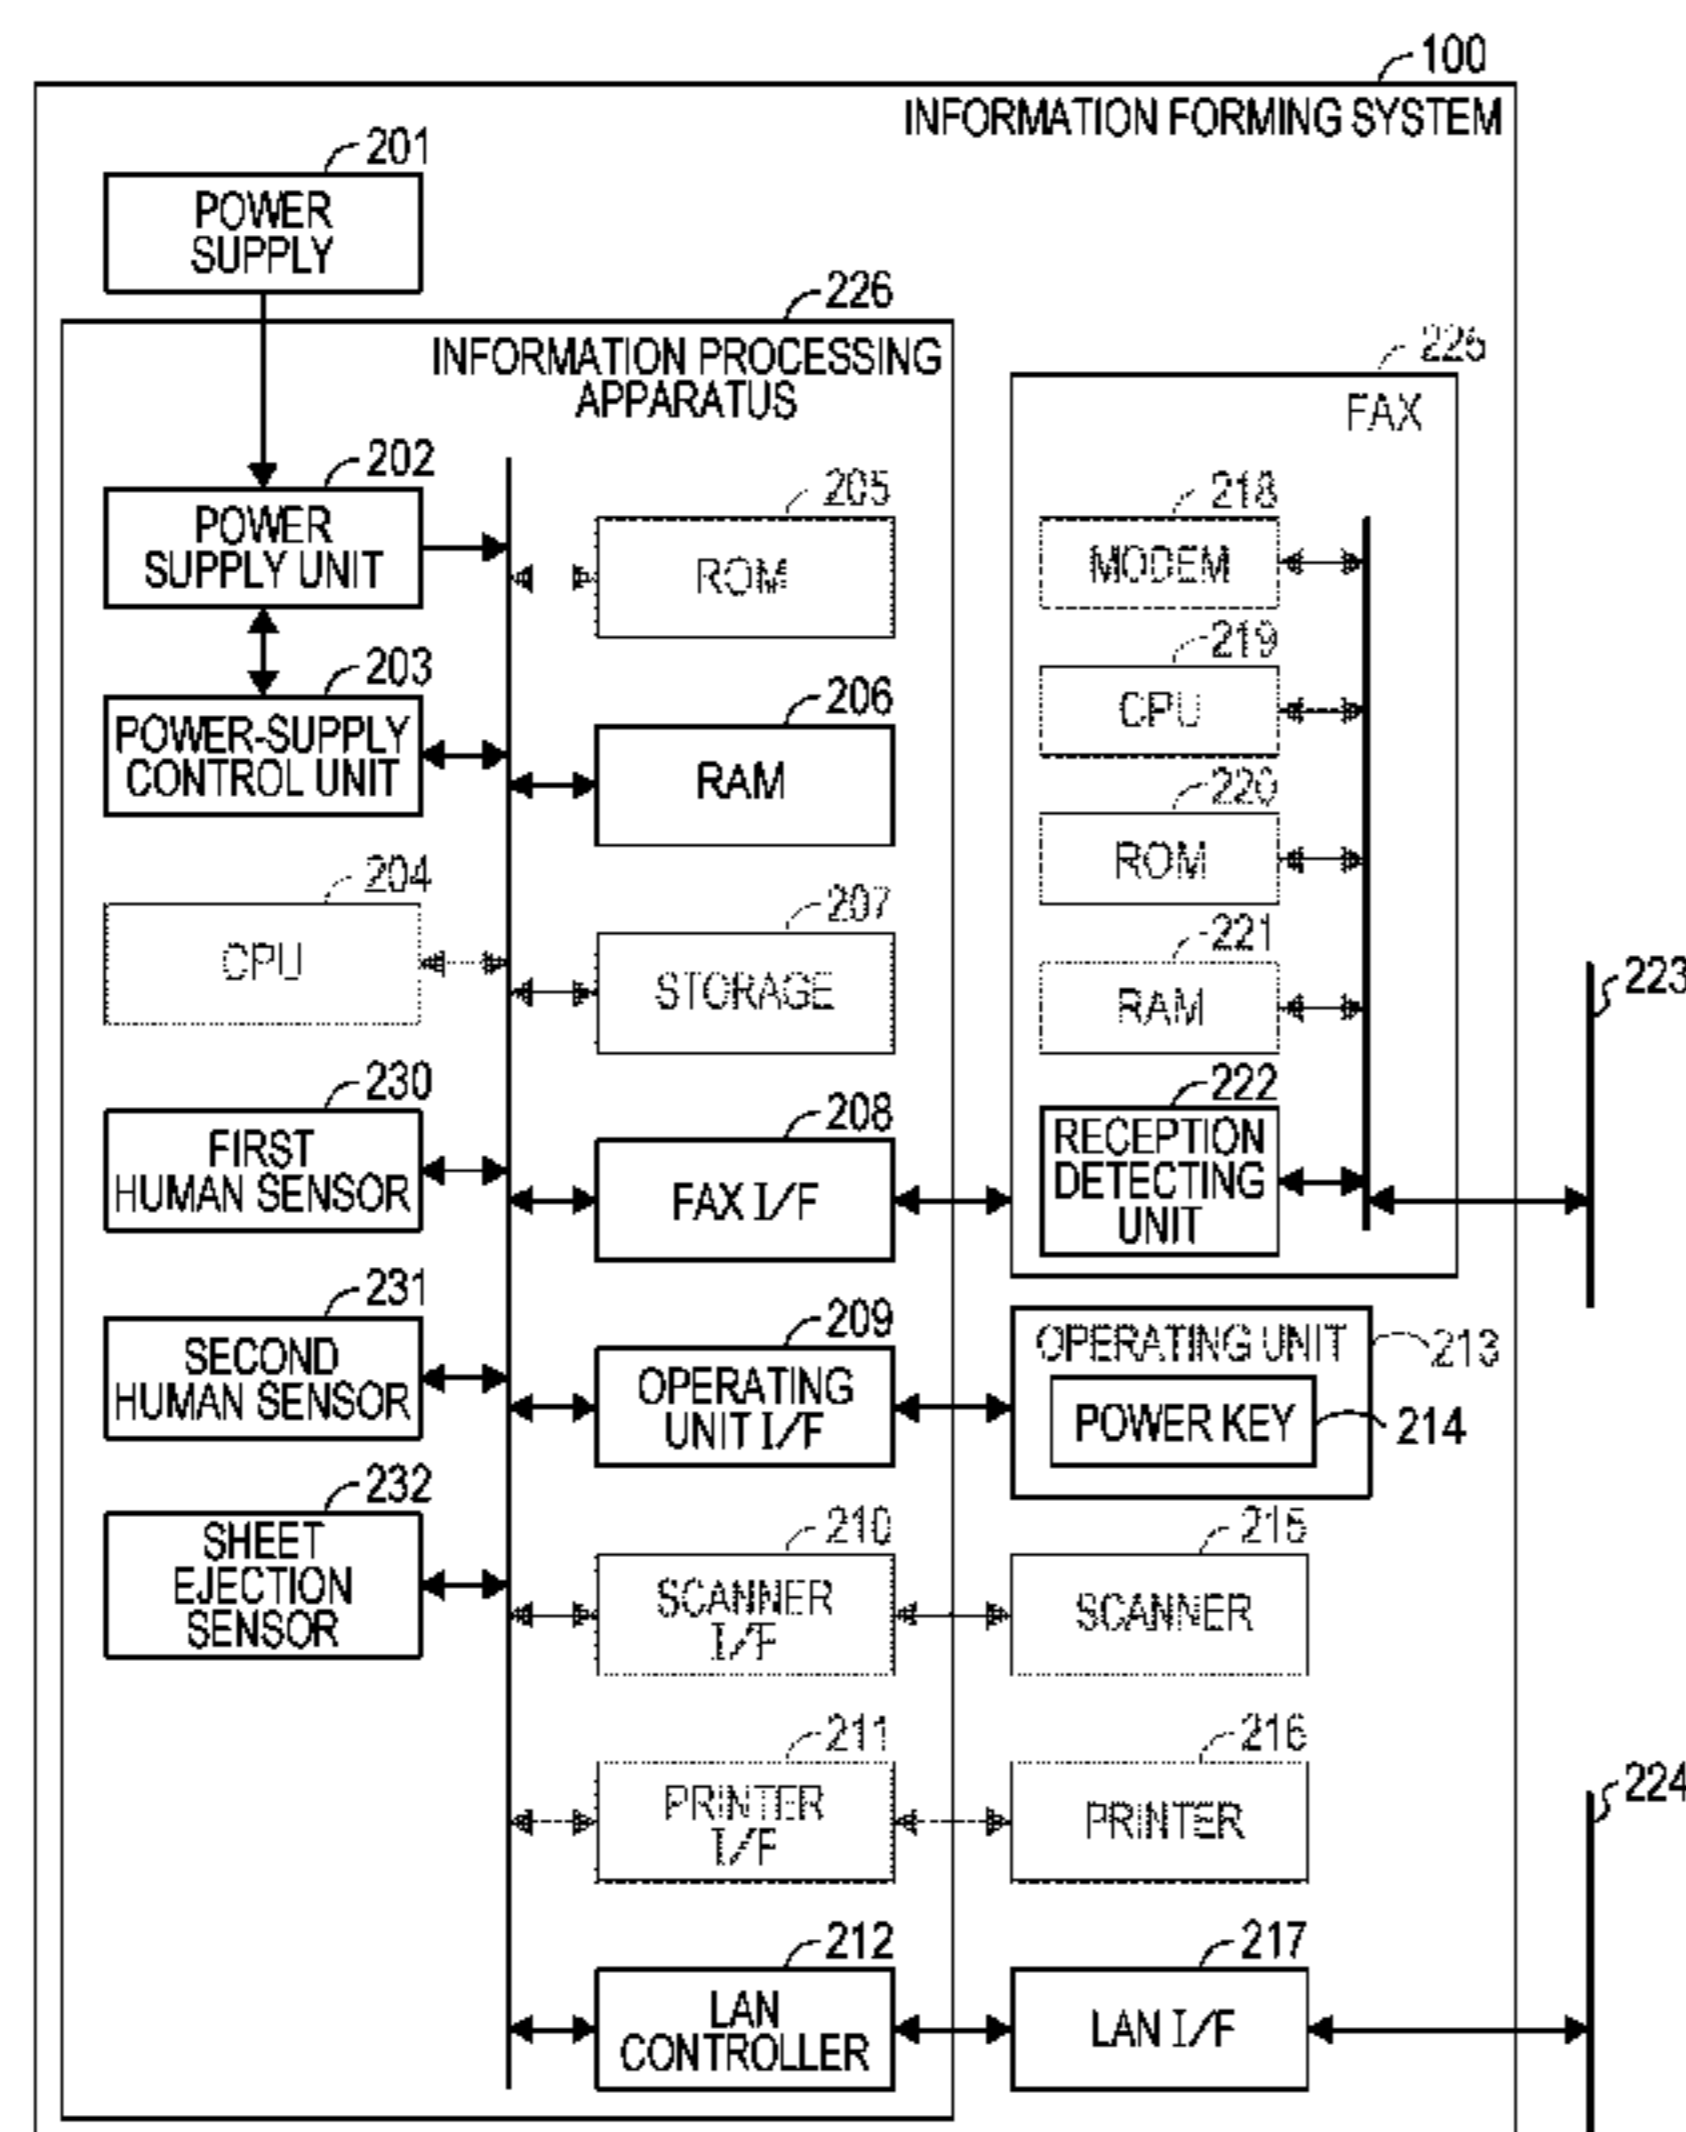 100
INFORMATION FORMING SYSTEM
201
POWER
SUPPLY
226
INFORMATION PROCESSING
APPARATUS
225
FAX
202
POWER
SUPPLY UNIT
205
ROM
218
MODEM
203
POWER-SUPPLY
CONTROL UNIT
206
RAM
219
CPU
220
ROM
204
CPU
207
STORAGE
221
RAM
223
230
FIRST
HUMAN SENSOR
208
FAX I/F
222
RECEPTION
DETECTING
UNIT
231
SECOND
HUMAN SENSOR
209
OPERATING
UNIT I/F
OPERATING UNIT
213
POWER KEY
214
232
SHEET
EJECTION
SENSOR
210
SCANNER
I/F
215
SCANNER
211
PRINTER
I/F
216
PRINTER
224
212
LAN
CONTROLLER
217
LAN I/F